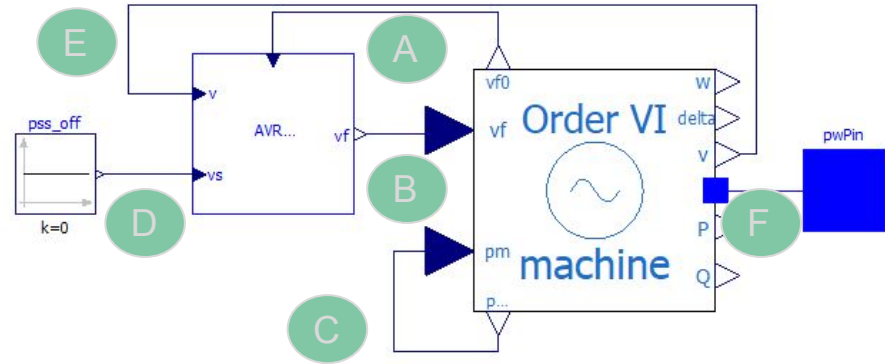 E
A
vf0
w
v
pss_off
AVR...
vf
vf
Order VI
delta
pwPin
v
vs
B
D
F
k=0
pm
P
machine
Q
C
p...